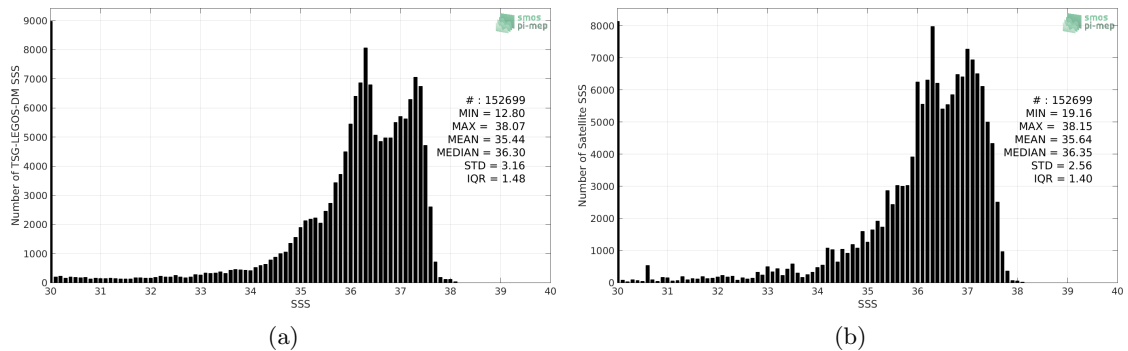 9000
8000
7000
6000
5000
4000
3000
2000
1000
0
Number of TSG-LEGOS-DM SSS
30 31 32 33 34 35 36 37 38 39 40
SSS
smos
pi-mep
# : 152699
MIN = 12.80
MAX = 38.07
MEAN = 35.44
MEDIAN = 36.30
STD = 3.16
IQR = 1.48
(a)
8000
7000
6000
5000
4000
3000
2000
1000
0
Number of Satellite SSS
30 31 32 33 34 35 36 37 38 39 40
SSS
smos
pi-mep
# : 152699
MIN = 19.16
MAX = 38.15
MEAN = 35.64
MEDIAN = 36.35
STD = 2.56
IQR = 1.40
(b)